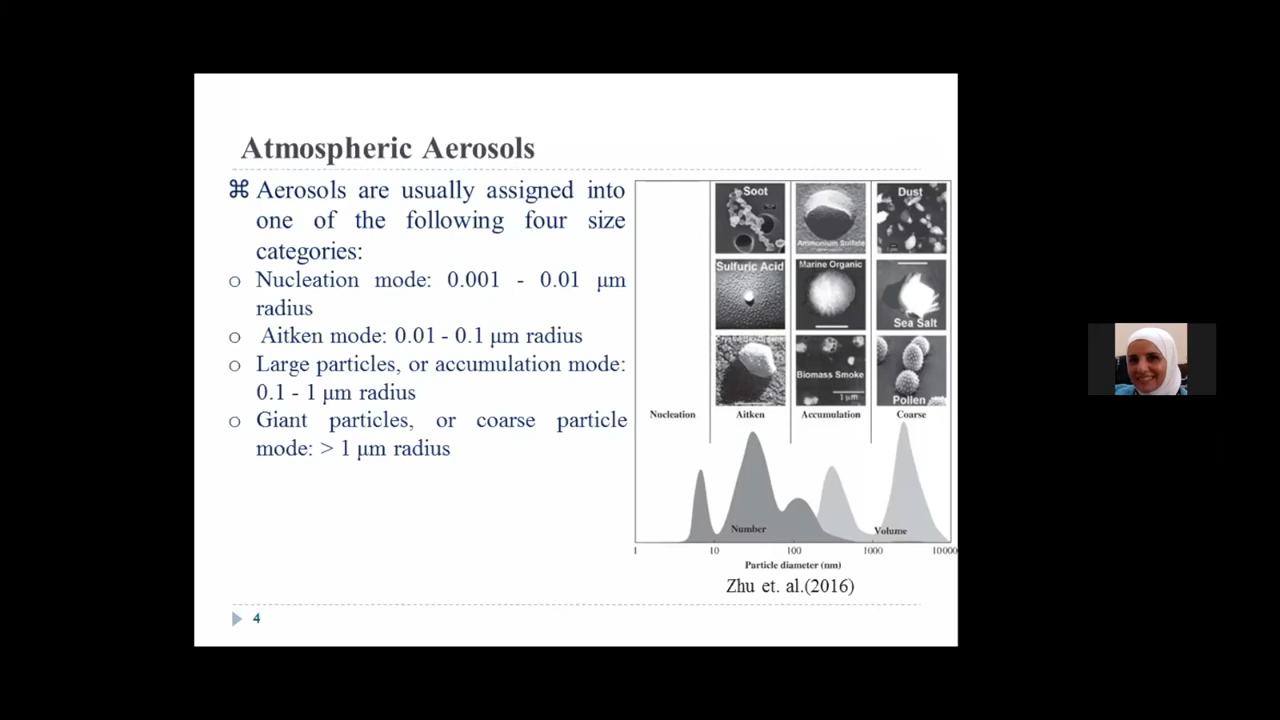 Atmospheric Aerosols
⌘ Aerosols are usually assigned into
one of the following four size
categories:
o Nucleation mode: 0.001 - 0.01 μm
radius
o Aitken mode: 0.01 - 0.1 μm radius
o Large particles, or accumulation mode:
0.1 - 1 μm radius
o Giant particles, or coarse particle
mode: > 1 μm radius
Soot
Ammonium Sulfate
Dust
Sulfuric Acid
Marine Organic
Sea Salt
Biomass Smoke
1 μm
Pollen
Nucleation Aitken Accumulation Coarse
Number Volume
1 10 100 1000 10000
Particle diameter (nm)
Zhu et. al.(2016)
4